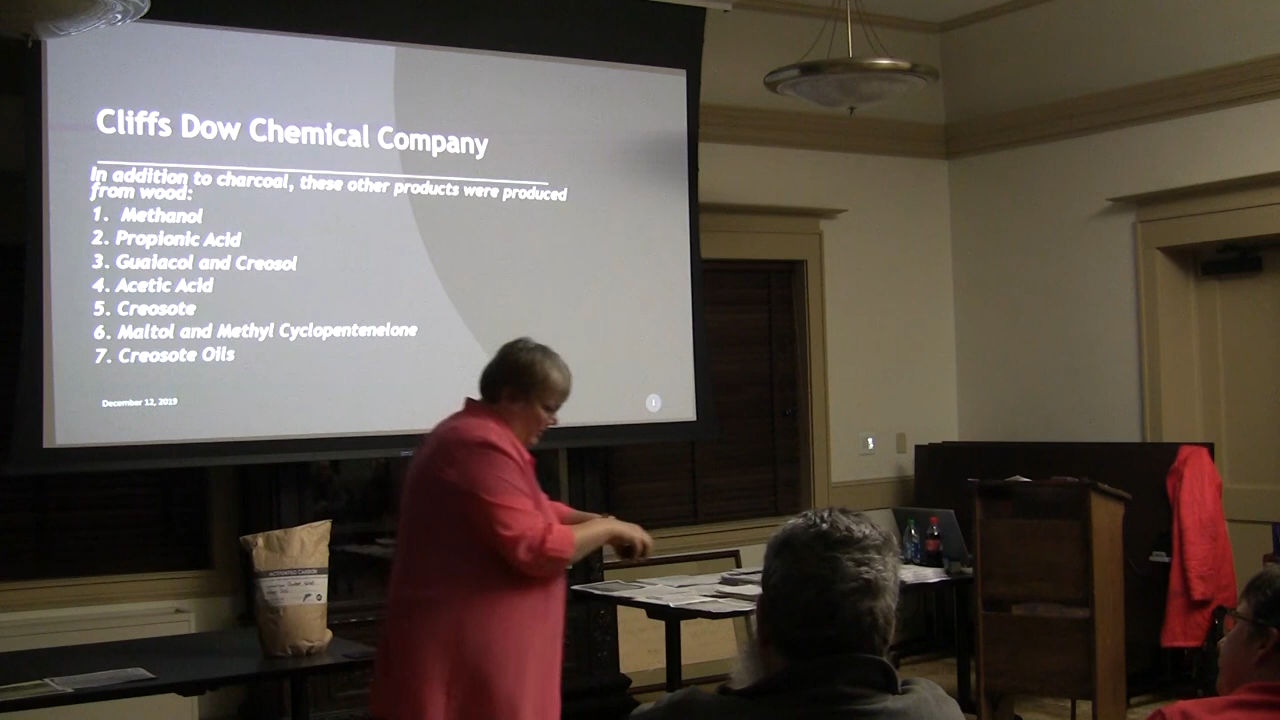 Cliffs Dow Chemical Company
In addition to charcoal, these other products were produced
from wood:
1. Methanol
2. Propionic Acid
3. Guaiacol and Creosol
4. Acetic Acid
5. Creosote
6. Maltol and Methyl Cyclopentenelone
7. Creosote Oils
December 12, 2019
1
ACTIVATED CARBON